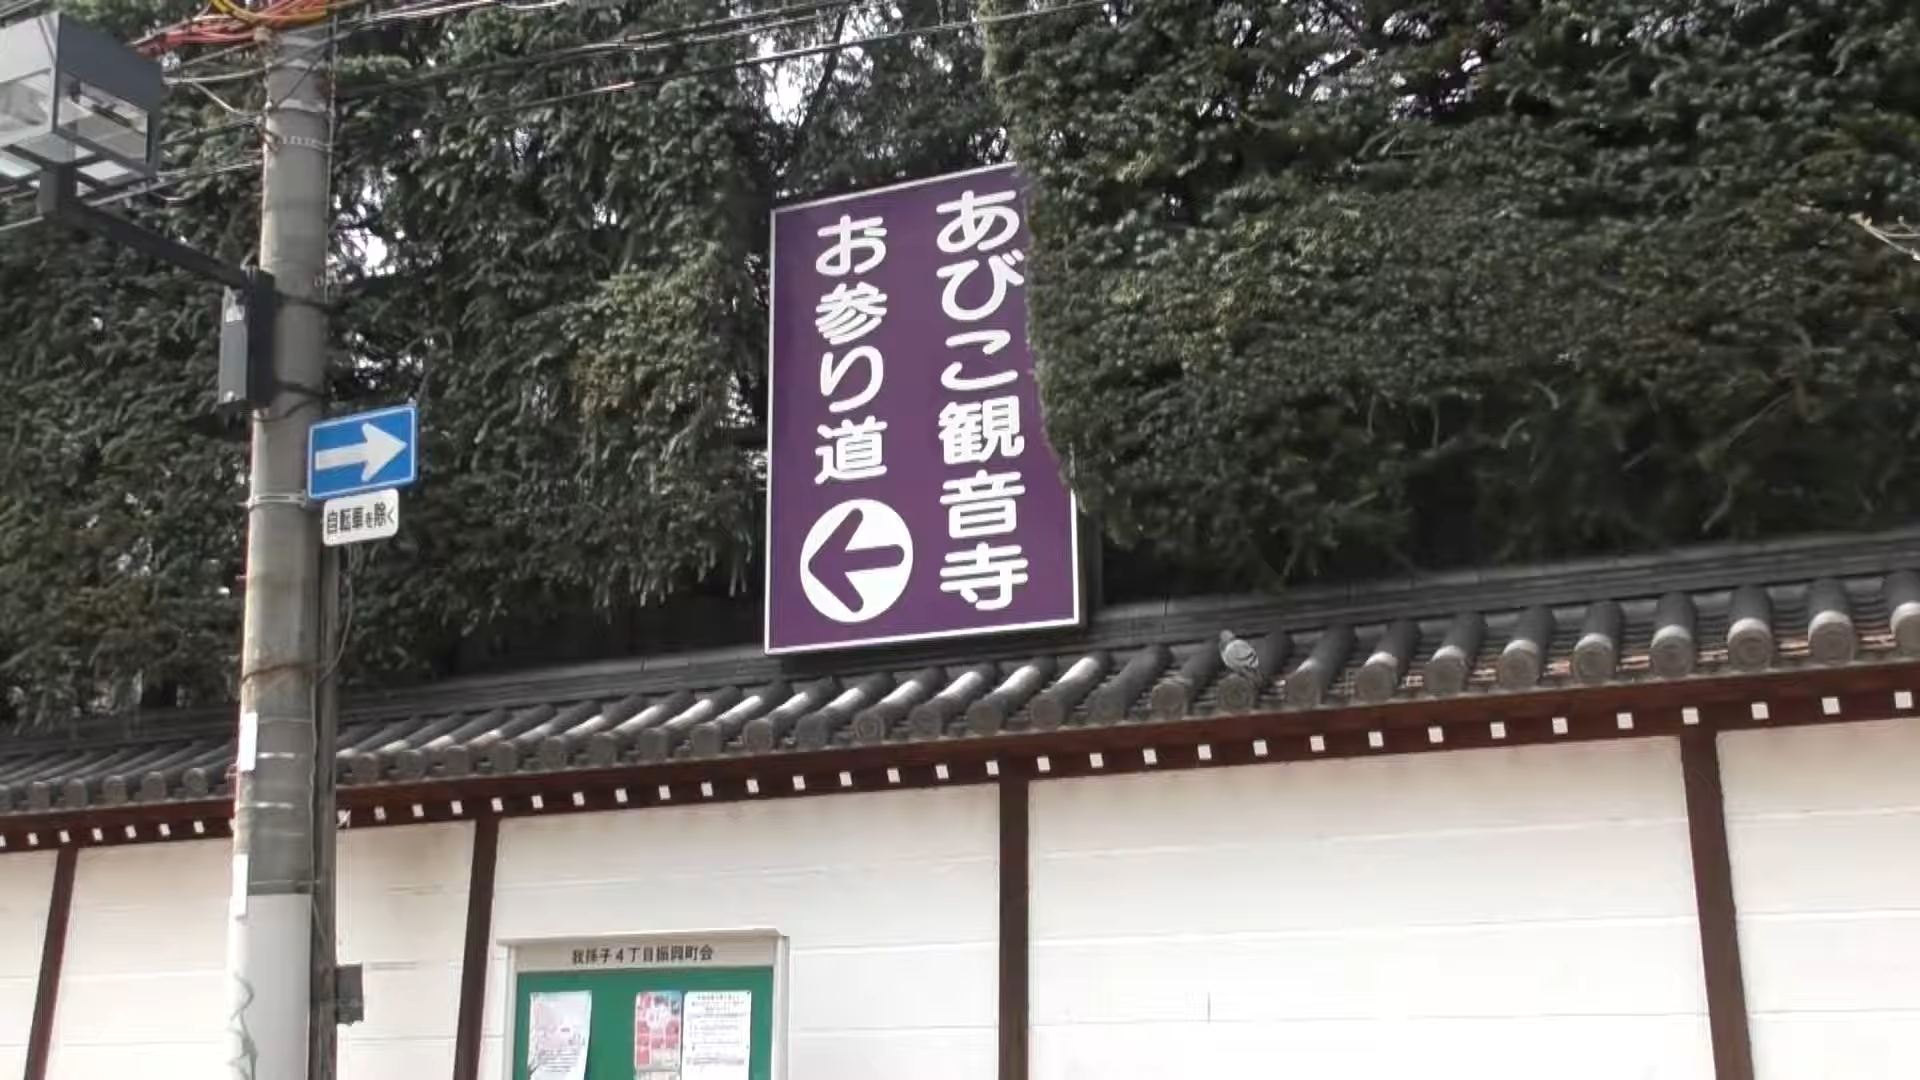 あびこ観音寺
お参り道
自転車を除く
我孫子4丁目振興町会